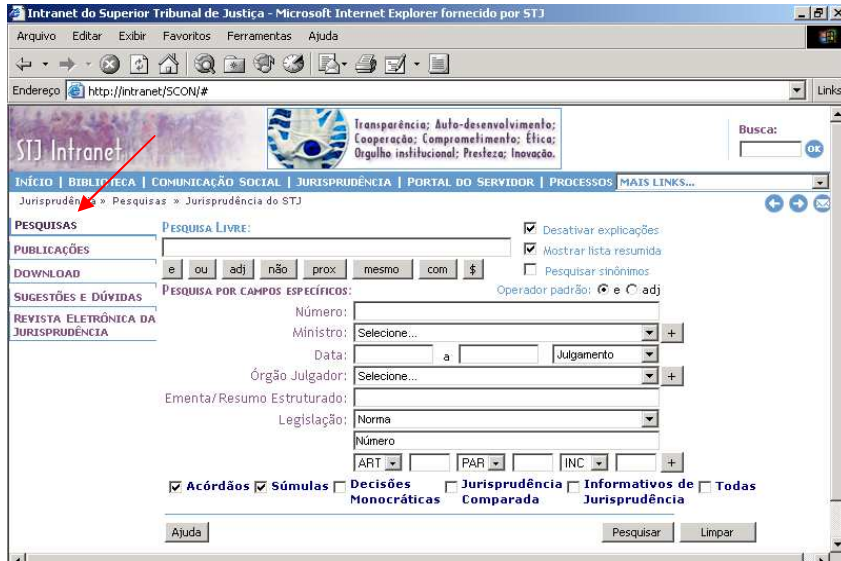 Intranet do Superior Tribunal de Justiça - Microsoft Internet Explorer fornecido por STJ
Arquivo Editar Exibir Favoritos Ferramentas Ajuda
Endereço http://intranet/SCON/# Links
STJ Intranet
Transparência; Auto-desenvolvimento;
Cooperação; Comprometimento; Ética;
Orgulho institucional; Presteza; Inovação.
Busca:
OK
INÍCIO | BIBLIOTECA | COMUNICAÇÃO SOCIAL | JURISPRUDÊNCIA | PORTAL DO SERVIDOR | PROCESSOS MAIS LINKS...
Jurisprudência » Pesquisas » Jurisprudência do STJ
PESQUISAS
PUBLICAÇÕES
DOWNLOAD
SUGESTÕES E DÚVIDAS
REVISTA ELETRÔNICA DA
JURISPRUDÊNCIA
PESQUISA LIVRE:
Desativar explicações
Mostrar lista resumida
Pesquisar sinônimos
e ou adj não prox mesmo com $
PESQUISA POR CAMPOS ESPECÍFICOS: Operador padrão: e adj
Número:
Ministro: Selecione... +
Data: a Julgamento
Órgão Julgador: Selecione... +
Ementa/Resumo Estruturado:
Legislação: Norma
Número
ART PAR INC +
Acórdãos Súmulas Decisões Monocráticas Jurisprudência Comparada Informativos de Jurisprudência Todas
Ajuda Pesquisar Limpar